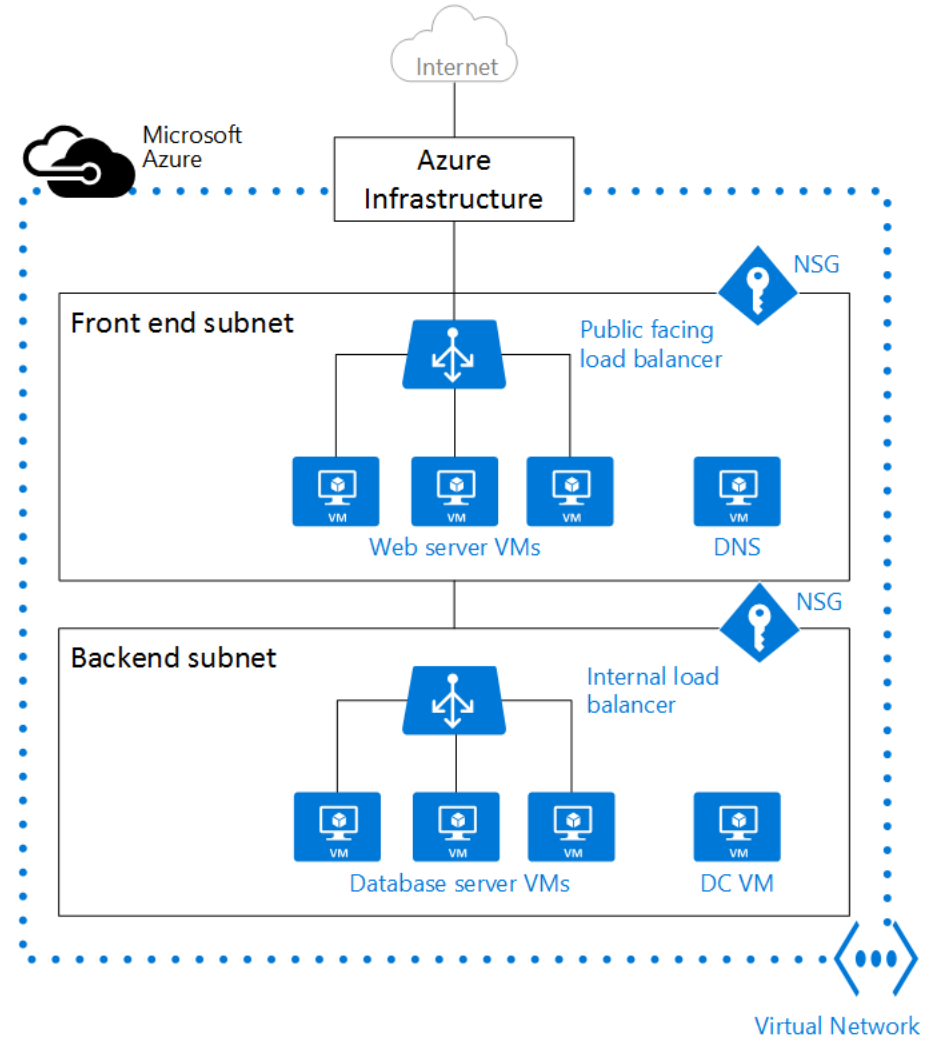 Internet
Microsoft
Azure
Azure
Infrastructure
NSG
Front end subnet
Public facing
load balancer
VM
VM
VM
VM
Web server VMs
DNS
NSG
Backend subnet
Internal load
balancer
VM
VM
VM
VM
Database server VMs
DC VM
Virtual Network